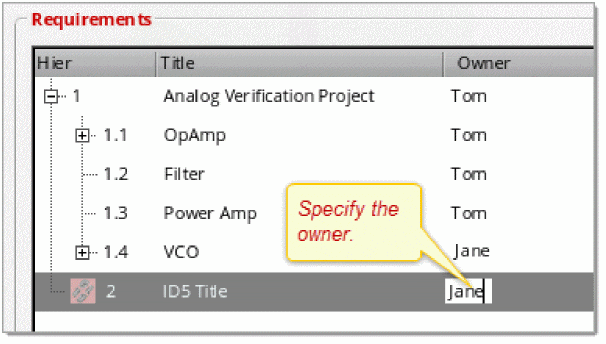 Requirements
Hier Title Owner
1 Analog Verification Project Tom
1.1 OpAmp Tom
1.2 Filter Tom
1.3 Power Amp Tom
Specify the
owner.
1.4 VCO Jane
2 ID5 Title Jane